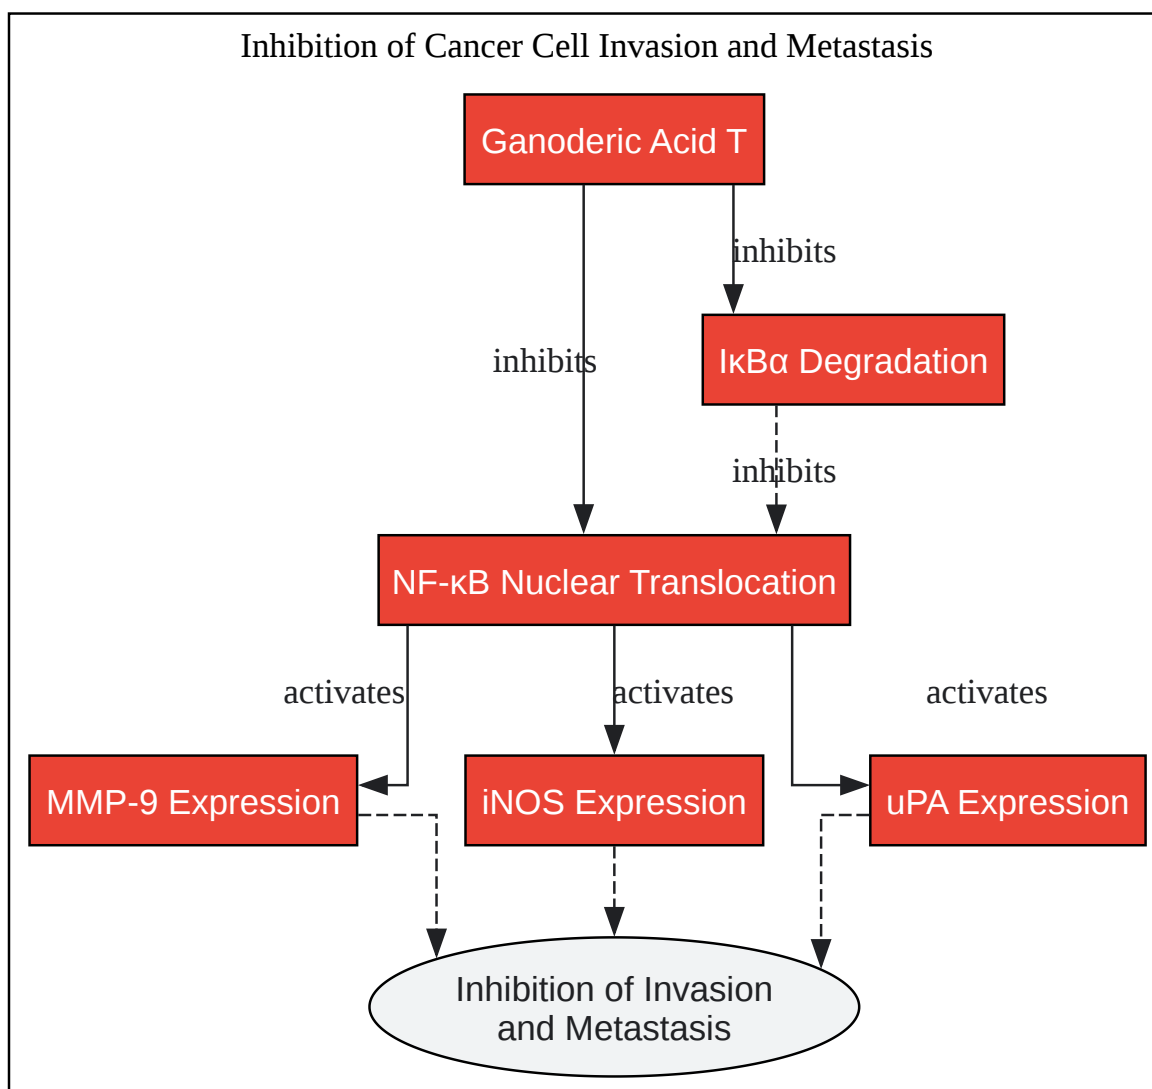 Inhibition of Cancer Cell Invasion and Metastasis
Ganoderic Acid T
inhibits
IκBα Degradation
inhibits
inhibits
NF-κB Nuclear Translocation
activates
activates
activates
MMP-9 Expression
iNOS Expression
uPA Expression
Inhibition of Invasion
and Metastasis